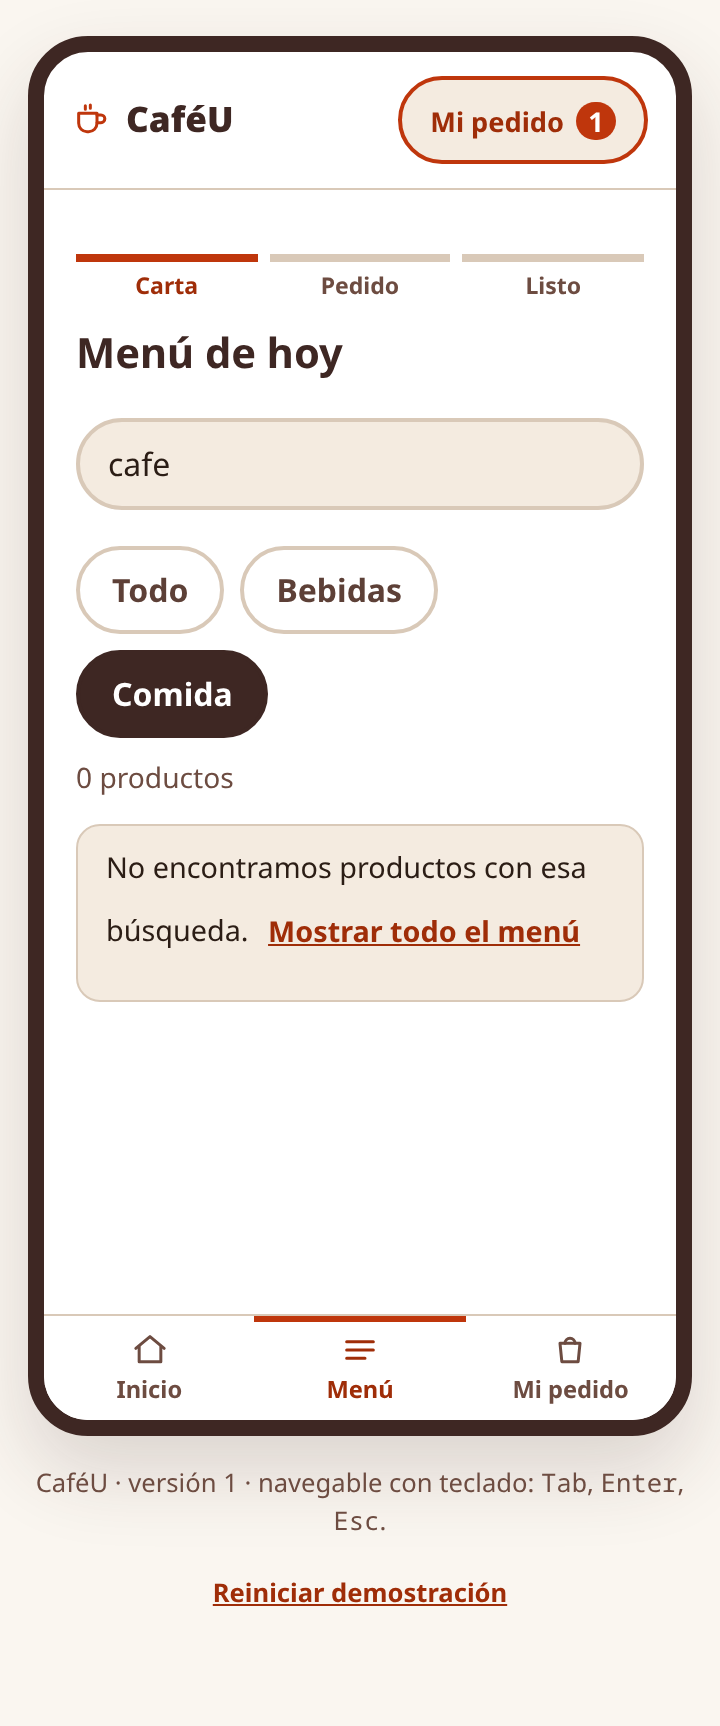 CaféU
Mi pedido 1
Carta
Pedido
Listo
Menú de hoy
cafe
Todo
Bebidas
Comida
0 productos
No encontramos productos con esa
búsqueda. Mostrar todo el menú
Inicio
Menú
Mi pedido
CaféU · versión 1 · navegable con teclado: Tab, Enter,
Esc.
Reiniciar demostración